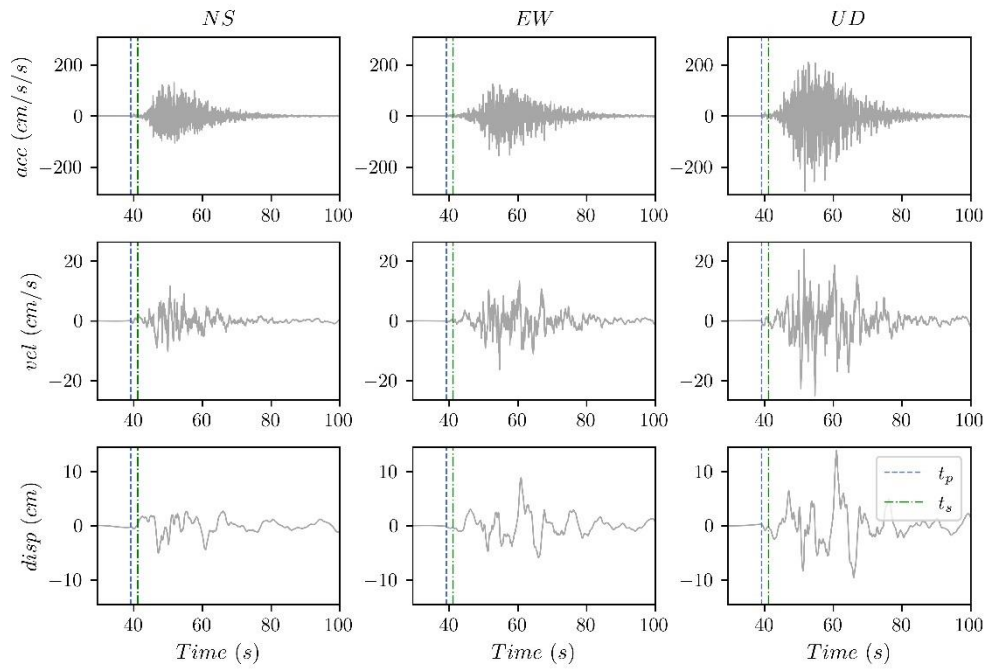 NS EW UD
acc (cm/s/s)
200 200 200
0 0 0
−200 −200 −200
40 60 80 100 40 60 80 100 40 60 80 100
vel (cm/s)
20 20 20
0 0 0
−20 −20 −20
40 60 80 100 40 60 80 100 40 60 80 100
disp (cm)
10 10 10
0 0 0
−10 −10 −10
t_p
t_s
40 60 80 100 40 60 80 100 40 60 80 100
Time (s) Time (s) Time (s)